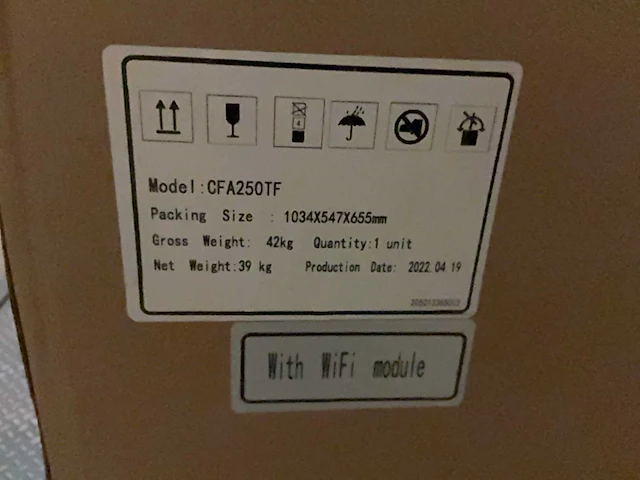 4
Model:CFA250TF
Packing Size : 1034X547X655mm
Gross Weight: 42kg Quantity:1 unit
Net Weight:39 kg Production Date: 2022.04 19
With WiFi module